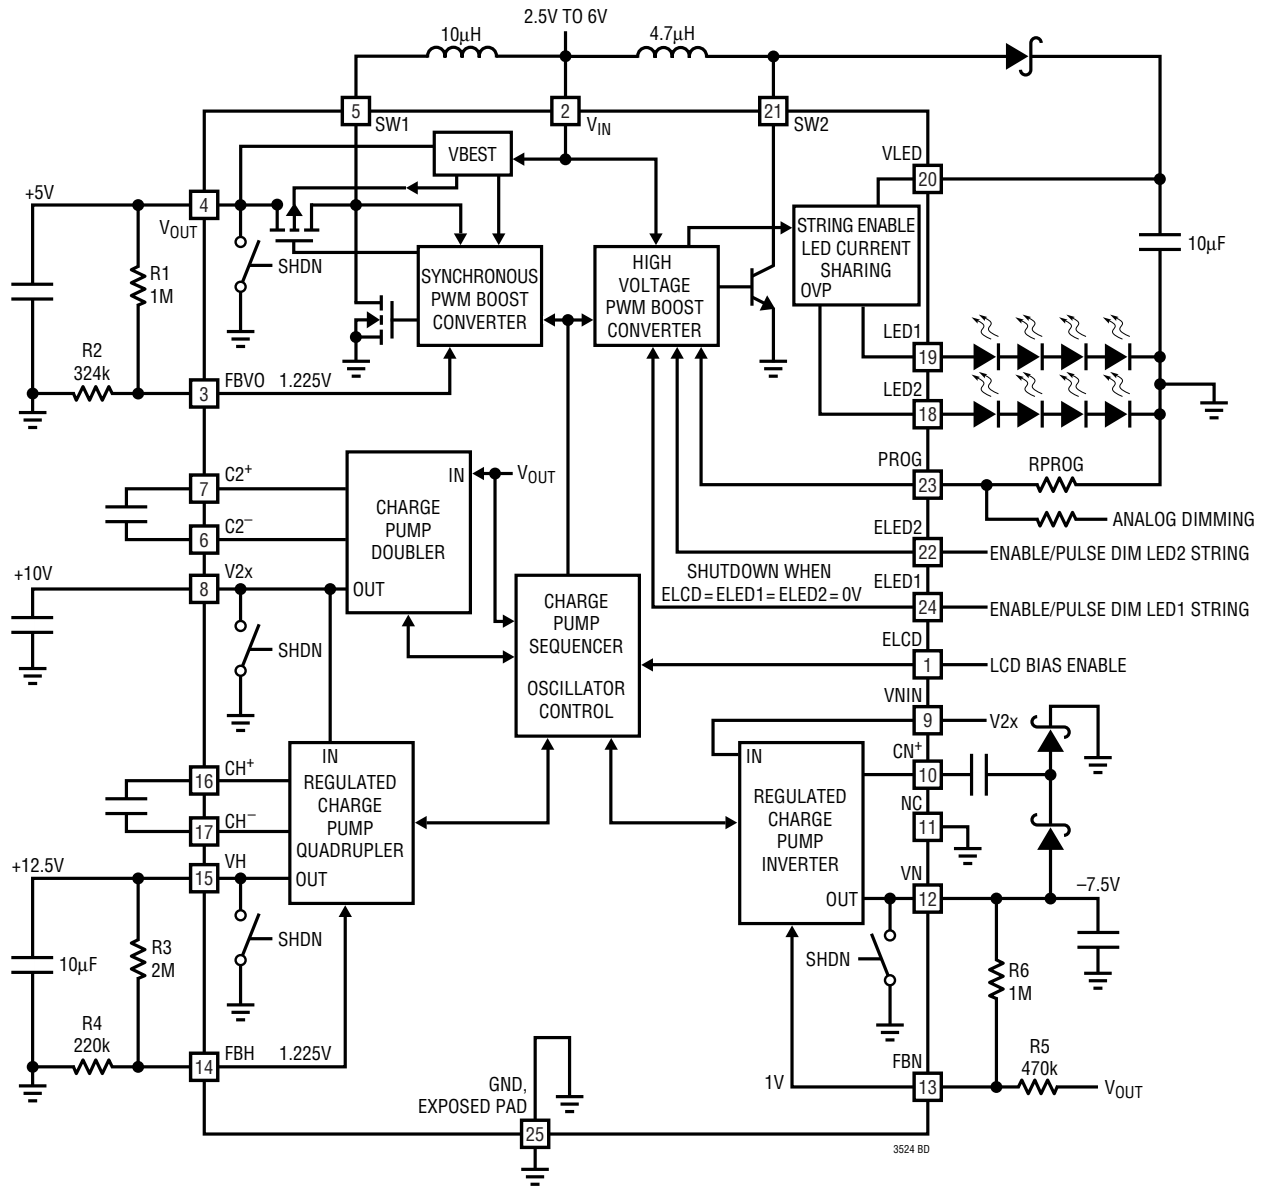 2.5V TO 6V
10µH
4.7µH
5
SW1
2
VIN
21
SW2
VBEST
VLED
20
+5V
4
VOUT
SHDN
R1
1M
R2
324k
3
FBVO 1.225V
SYNCHRONOUS
PWM BOOST
CONVERTER
HIGH
VOLTAGE
PWM BOOST
CONVERTER
STRING ENABLE
LED CURRENT
SHARING
OVP
10µF
LED1
19
LED2
18
PROG
23
RPROG
ANALOG DIMMING
ELED2
22
ENABLE/PULSE DIM LED2 STRING
SHUTDOWN WHEN
ELCD = ELED1 = ELED2 = 0V
ELED1
24
ENABLE/PULSE DIM LED1 STRING
ELCD
1
LCD BIAS ENABLE
7
C2+
6
C2–
IN
VOUT
CHARGE
PUMP
DOUBLER
OUT
+10V
8
V2x
SHDN
CHARGE
PUMP
SEQUENCER
OSCILLATOR
CONTROL
VNIN
9
V2x
CN+
10
NC
11
VN
12
–7.5V
IN
REGULATED
CHARGE
PUMP
INVERTER
OUT
SHDN
16
CH+
17
CH–
IN
REGULATED
CHARGE
PUMP
QUADRUPLER
OUT
+12.5V
15
VH
SHDN
10µF
R3
2M
R4
220k
14
FBH 1.225V
R6
1M
R5
470k
VOUT
FBN
13
1V
GND,
EXPOSED PAD
25
3524 BD